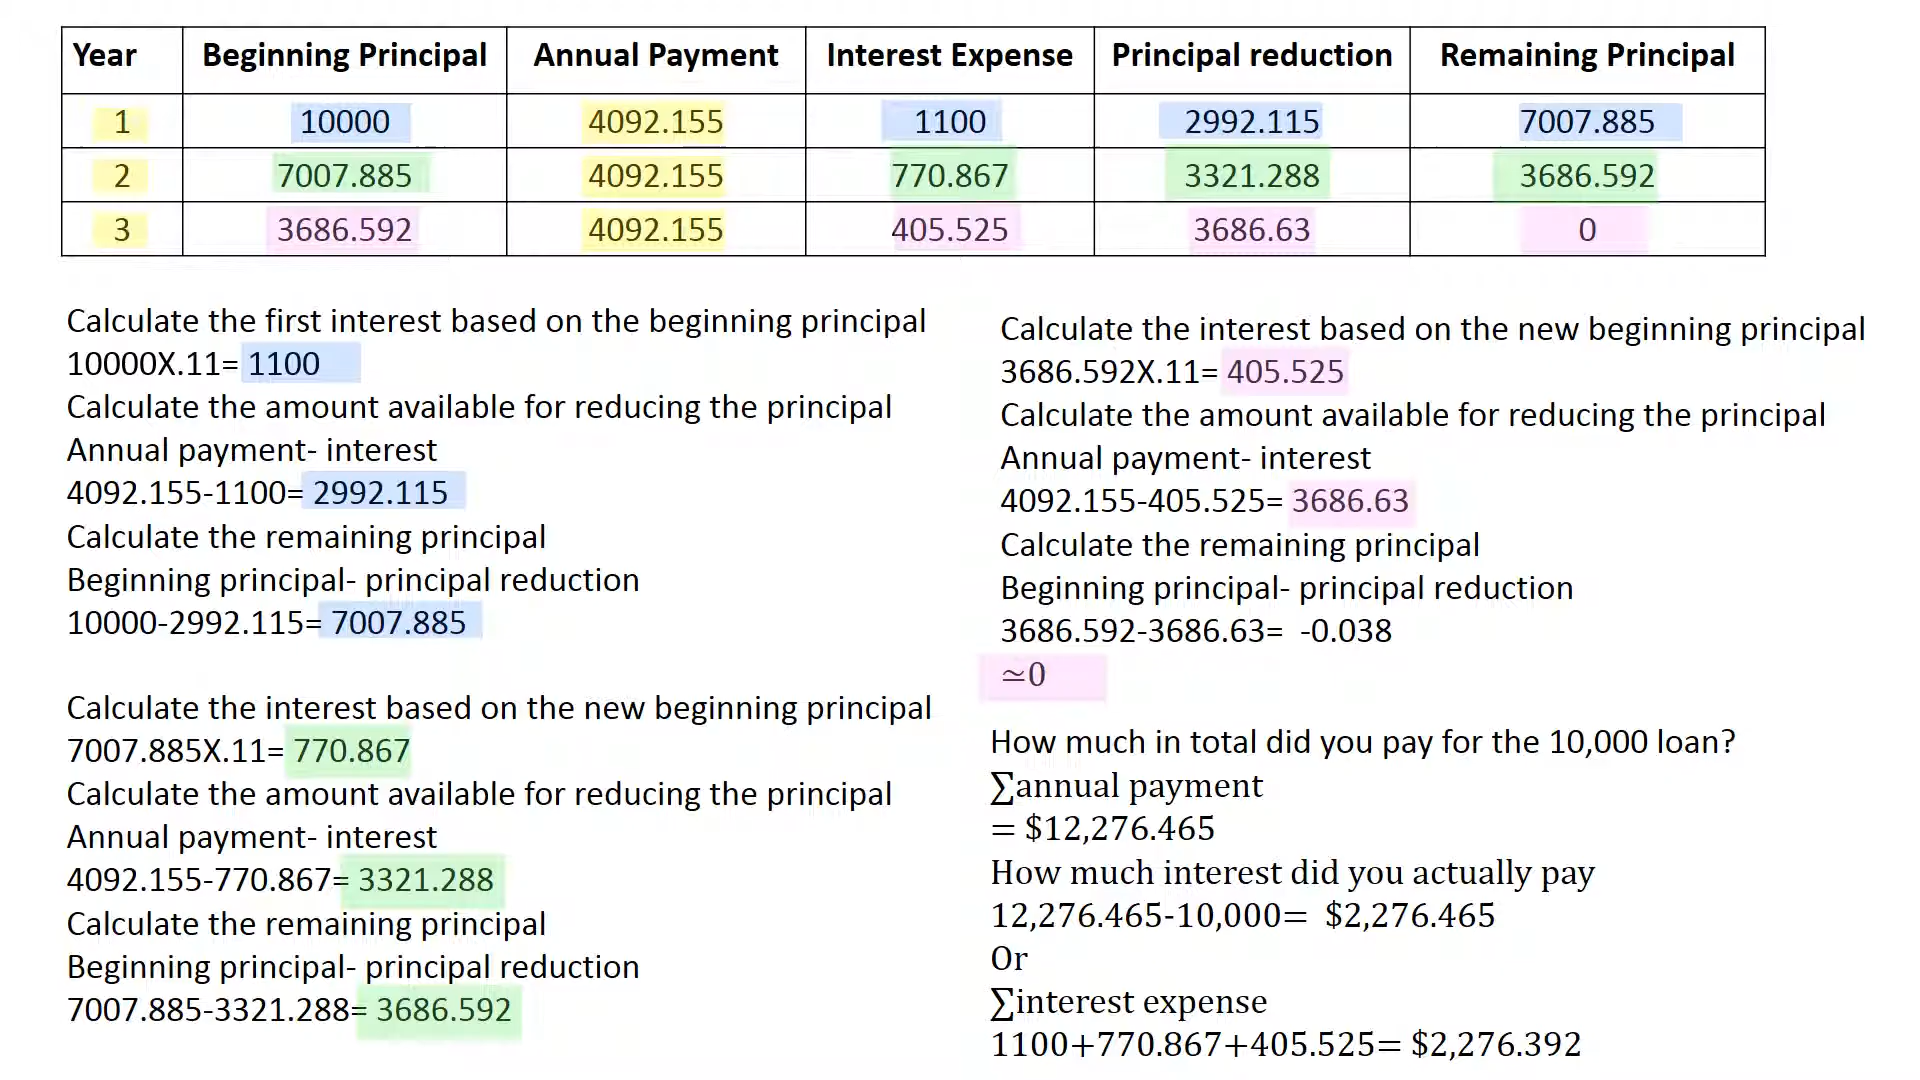 Year Beginning Principal Annual Payment Interest Expense Principal reduction Remaining Principal
1 10000 4092.155 1100 2992.115 7007.885
2 7007.885 4092.155 770.867 3321.288 3686.592
3 3686.592 4092.155 405.525 3686.63 0
Calculate the first interest based on the beginning principal
10000X.11= 1100
Calculate the amount available for reducing the principal
Annual payment- interest
4092.155-1100= 2992.115
Calculate the remaining principal
Beginning principal- principal reduction
10000-2992.115= 7007.885
Calculate the interest based on the new beginning principal
7007.885X.11= 770.867
Calculate the amount available for reducing the principal
Annual payment- interest
4092.155-770.867= 3321.288
Calculate the remaining principal
Beginning principal- principal reduction
7007.885-3321.288= 3686.592
Calculate the interest based on the new beginning principal
3686.592X.11= 405.525
Calculate the amount available for reducing the principal
Annual payment- interest
4092.155-405.525= 3686.63
Calculate the remaining principal
Beginning principal- principal reduction
3686.592-3686.63= -0.038
≃0
How much in total did you pay for the 10,000 loan?
∑annual payment
= $12,276.465
How much interest did you actually pay
12,276.465-10,000= $2,276.465
Or
∑interest expense
1100+770.867+405.525= $2,276.392